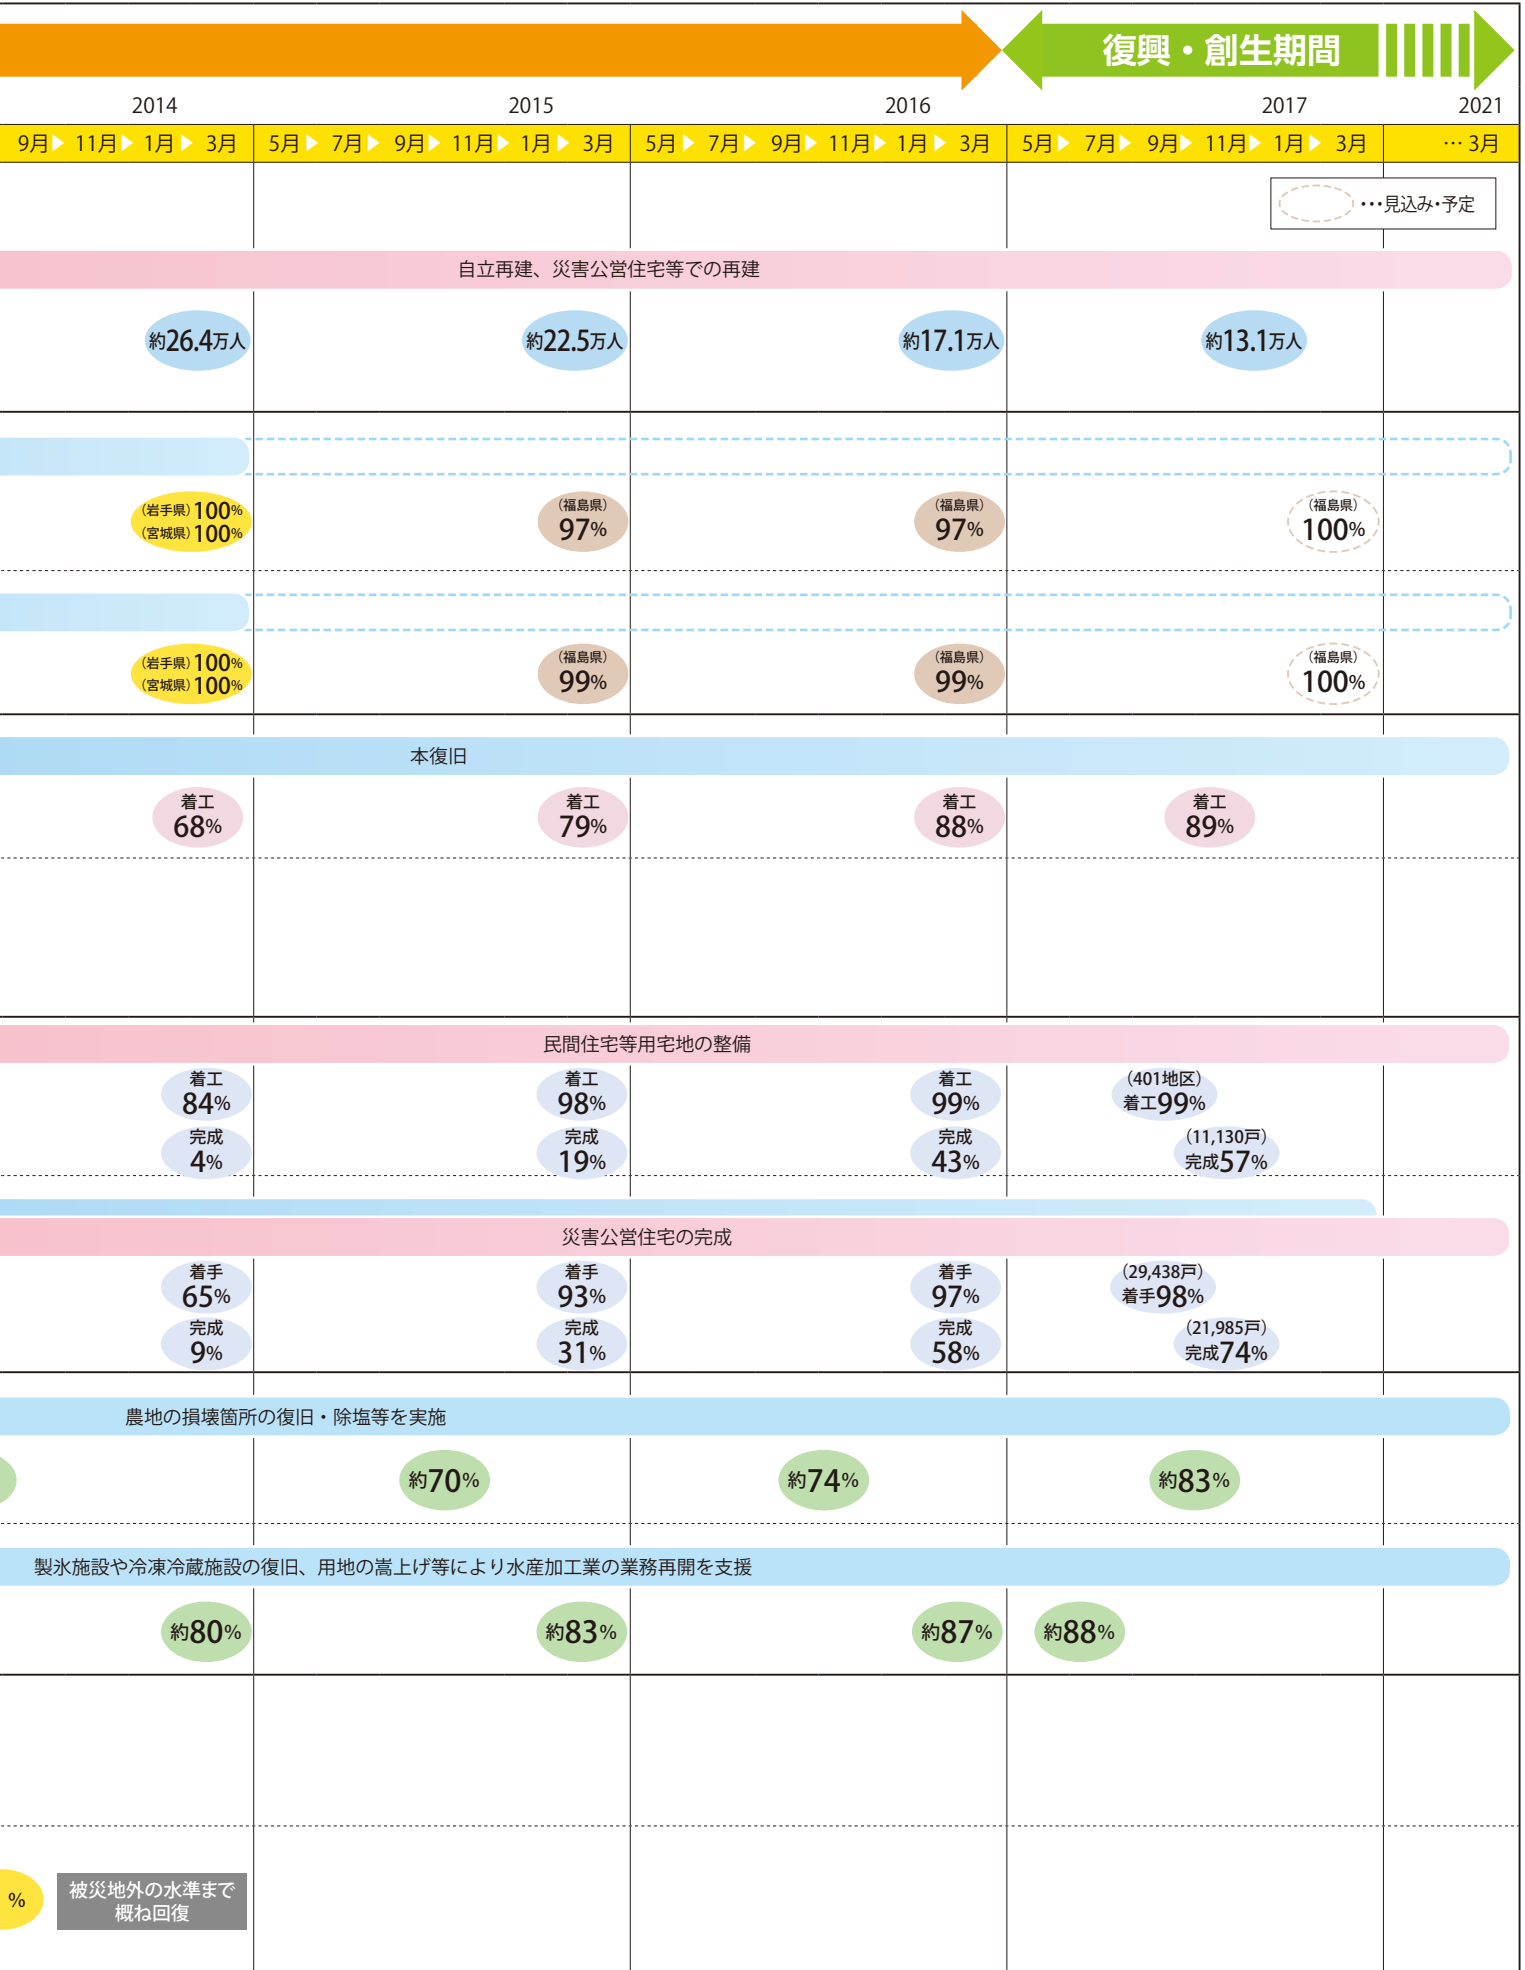 復興・創生期間
2014 2015 2016 2017 2021
9月 11月 1月 3月 5月 7月 9月 11月 1月 3月 5月 7月 9月 11月 1月 3月 5月 7月 9月 11月 1月 3月 … 3月
…見込み・予定
自立再建、災害公営住宅等での再建
約26.4万人 約22.5万人 約17.1万人 約13.1万人
(岩手県)100%
(宮城県)100%
(福島県)
97%
(福島県)
97%
(福島県)
100%
(岩手県)100%
(宮城県)100%
(福島県)
99%
(福島県)
99%
(福島県)
100%
本復旧
着工
68%
着工
79%
着工
88%
着工
89%
民間住宅等用宅地の整備
着工
84%
着工
98%
着工
99%
(401地区)
着工99%
完成
4%
完成
19%
完成
43%
(11,130戸)
完成57%
災害公営住宅の完成
着手
65%
着手
93%
着手
97%
(29,438戸)
着手98%
完成
9%
完成
31%
完成
58%
(21,985戸)
完成74%
農地の損壊箇所の復旧・除塩等を実施
約70% 約74% 約83%
製氷施設や冷凍冷蔵施設の復旧、用地の嵩上げ等により水産加工業の業務再開を支援
約80% 約83% 約87% 約88%
%
被災地外の水準まで
概ね回復